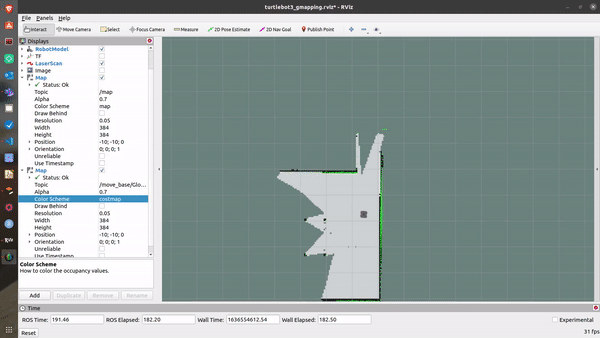 turtlebot3_gmapping.rviz* - RViz
File Panels Help
Interact Move Camera Select Focus Camera Measure 2D Pose Estimate 2D Nav Goal Publish Point
Displays
RobotModel
TF
LaserScan
Image
Map
Status: Ok
Topic /map
Alpha 0.7
Color Scheme map
Draw Behind
Resolution 0.05
Width 384
Height 384
Position -10; -10; 0
Orientation 0; 0; 0; 1
Unreliable
Use Timestamp
Map
Status: Ok
Topic /move_base/Glo...
Alpha 0.7
Color Scheme costmap
Draw Behind
Resolution 0.05
Width 384
Height 384
Position -10; -10; 0
Orientation 0; 0; 0; 1
Unreliable
Use Timestamp
Color Scheme
How to color the occupancy values.
Add Duplicate Remove Rename
Time
ROS Time: 191.46 ROS Elapsed: 182.20 Wall Time: 1636554612.54 Wall Elapsed: 182.50 Experimental
Reset 31 fps